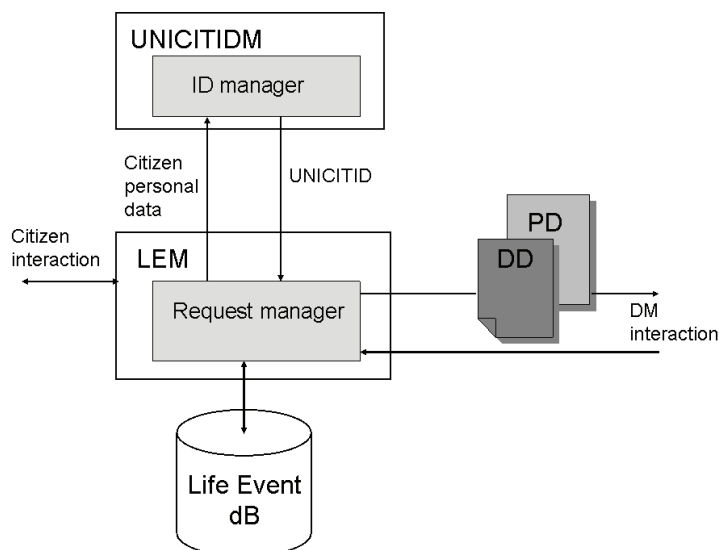 UNICITIDM
ID manager
Citizen
personal
data
UNICITID
Citizen
interaction
LEM
Request manager
PD
DD
DM
interaction
Life Event
dB